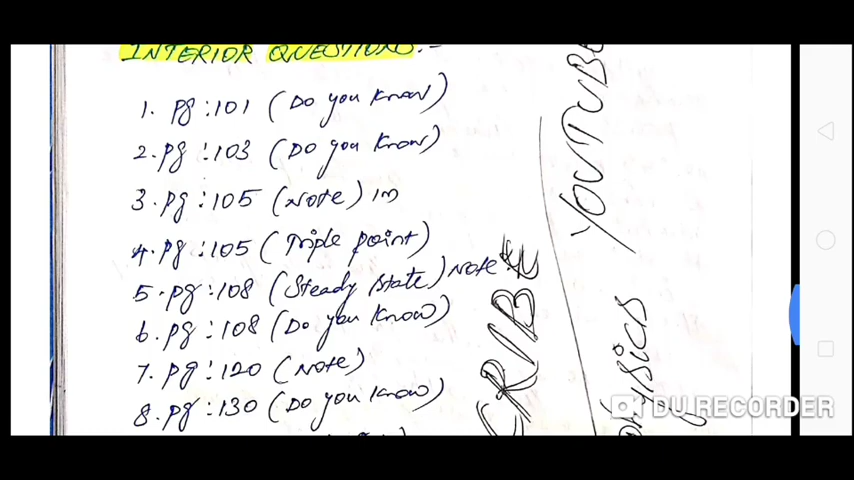 INTERIOR QUESTIONS:-
1. pg:101 (Do you know)
2. pg:103 (Do you know)
3. pg:105 (Note) im
4. pg:105 (Triple point)
5. pg:108 (Steady state) Note *
6. pg:108 (Do you know)
7. pg:120 (Note)
8. pg:130 (Do you know)
CRIBE
YOUTUBE
physics
DU RECORDER